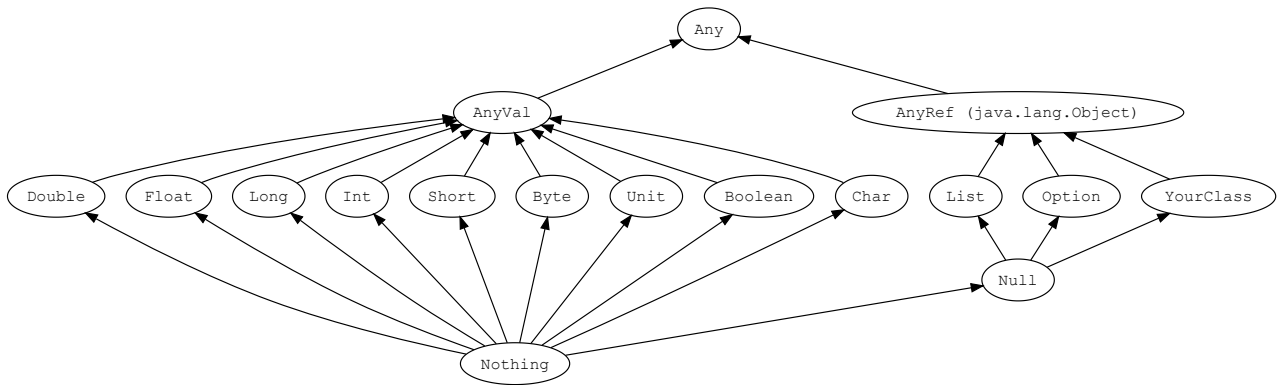 Any
AnyVal
AnyRef (java.lang.Object)
Double
Float
Long
Int
Short
Byte
Unit
Boolean
Char
List
Option
YourClass
Null
Nothing